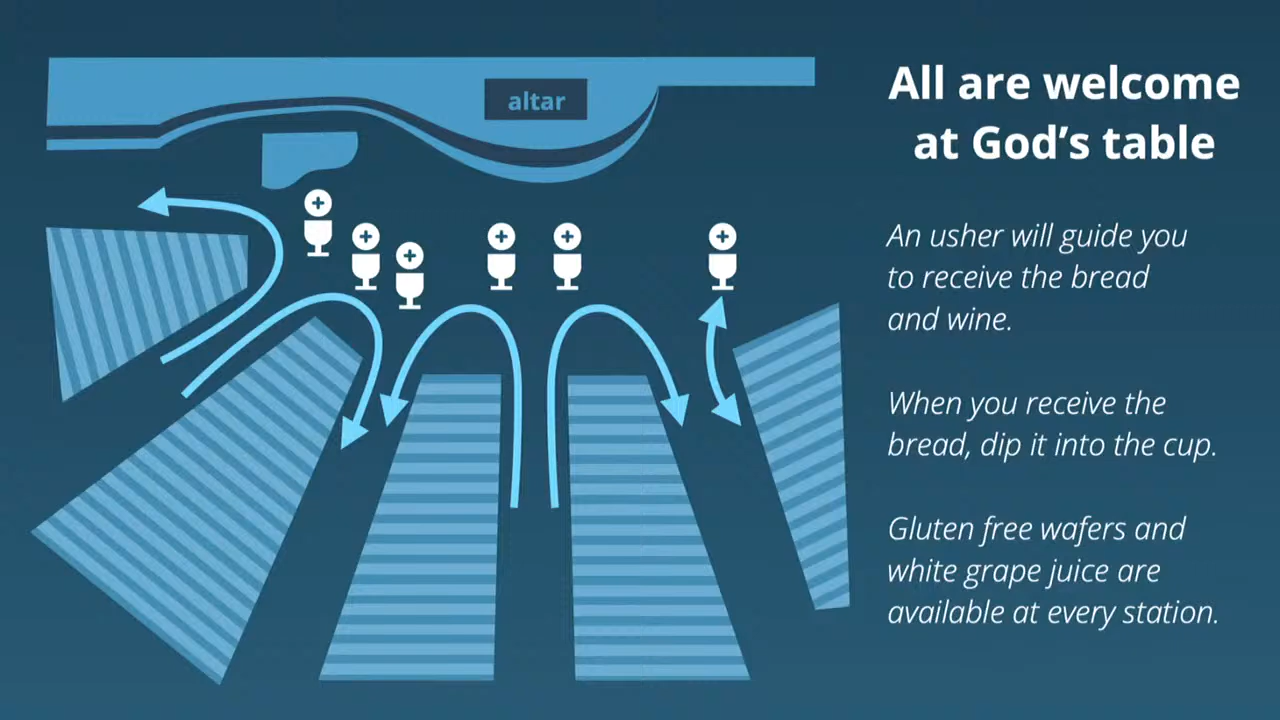 altar
All are welcome
at God’s table
An usher will guide you
to receive the bread
and wine.
When you receive the
bread, dip it into the cup.
Gluten free wafers and
white grape juice are
available at every station.